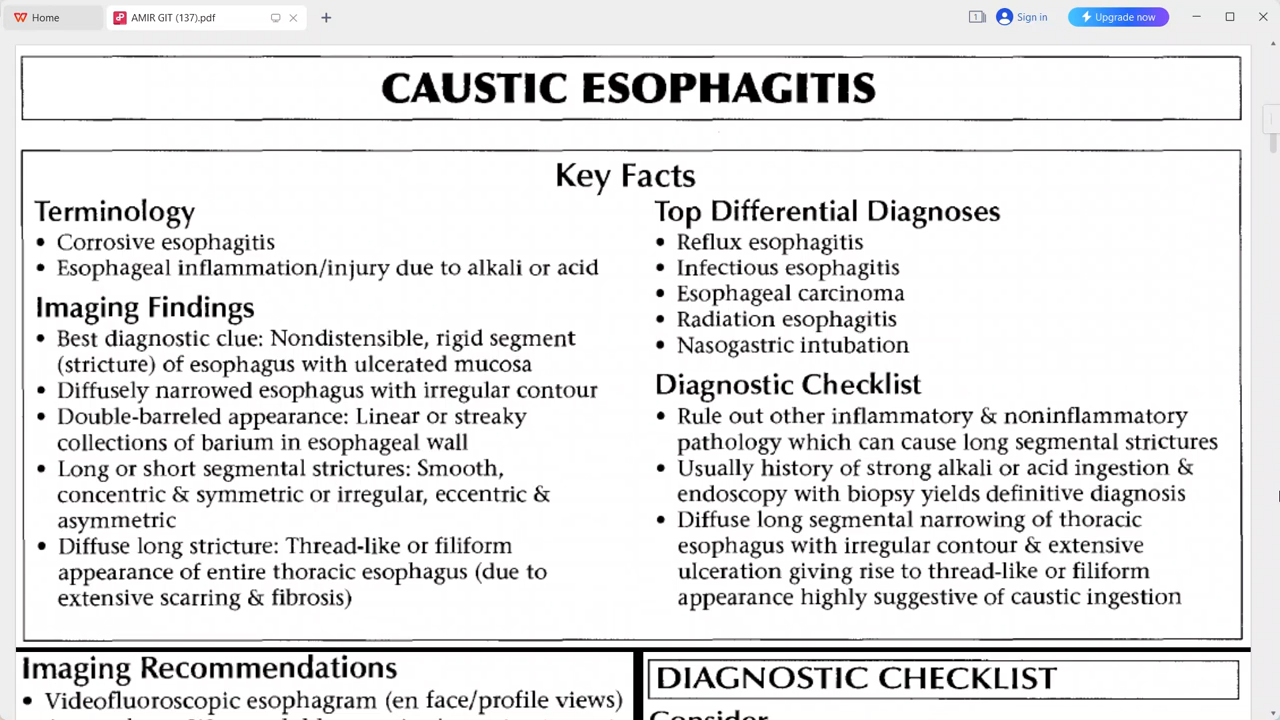 Home
AMIR GIT (137).pdf
1
Sign in
Upgrade now
CAUSTIC ESOPHAGITIS
Key Facts
Terminology
• Corrosive esophagitis
• Esophageal inflammation/injury due to alkali or acid
Imaging Findings
• Best diagnostic clue: Nondistensible, rigid segment
(stricture) of esophagus with ulcerated mucosa
• Diffusely narrowed esophagus with irregular contour
• Double-barreled appearance: Linear or streaky
collections of barium in esophageal wall
• Long or short segmental strictures: Smooth,
concentric & symmetric or irregular, eccentric &
asymmetric
• Diffuse long stricture: Thread-like or filiform
appearance of entire thoracic esophagus (due to
extensive scarring & fibrosis)
Top Differential Diagnoses
• Reflux esophagitis
• Infectious esophagitis
• Esophageal carcinoma
• Radiation esophagitis
• Nasogastric intubation
Diagnostic Checklist
• Rule out other inflammatory & noninflammatory
pathology which can cause long segmental strictures
• Usually history of strong alkali or acid ingestion &
endoscopy with biopsy yields definitive diagnosis
• Diffuse long segmental narrowing of thoracic
esophagus with irregular contour & extensive
ulceration giving rise to thread-like or filiform
appearance highly suggestive of caustic ingestion
Imaging Recommendations
• Videofluoroscopic esophagram (en face/profile views)
DIAGNOSTIC CHECKLIST
Consider